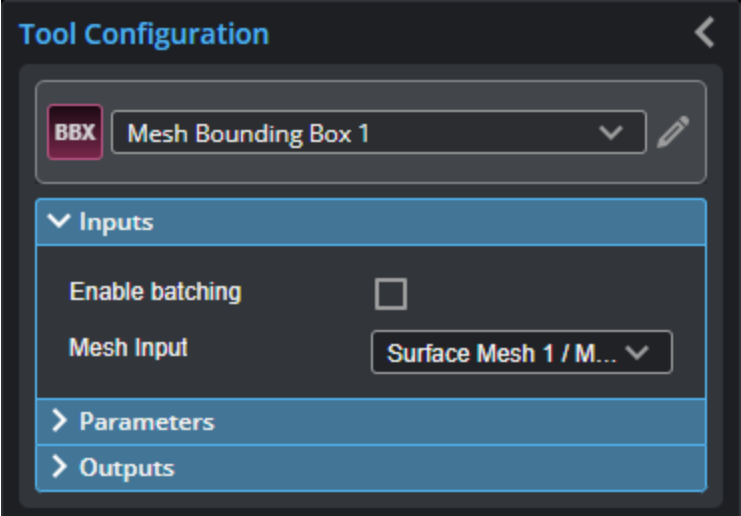 Tool Configuration
BBX Mesh Bounding Box 1
Inputs
Enable batching
Mesh Input Surface Mesh 1 / M...
Parameters
Outputs